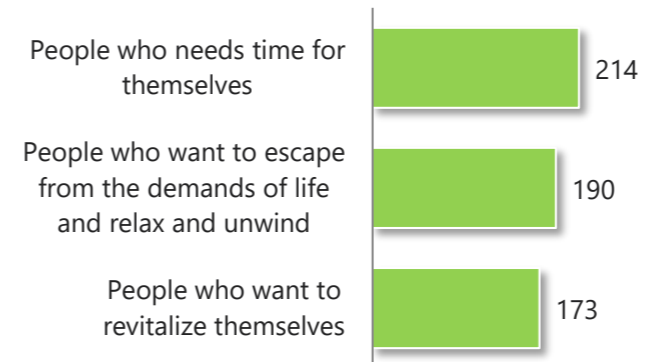 People who needs time for
themselves
214
People who want to escape
from the demands of life
and relax and unwind
190
People who want to
revitalize themselves
173